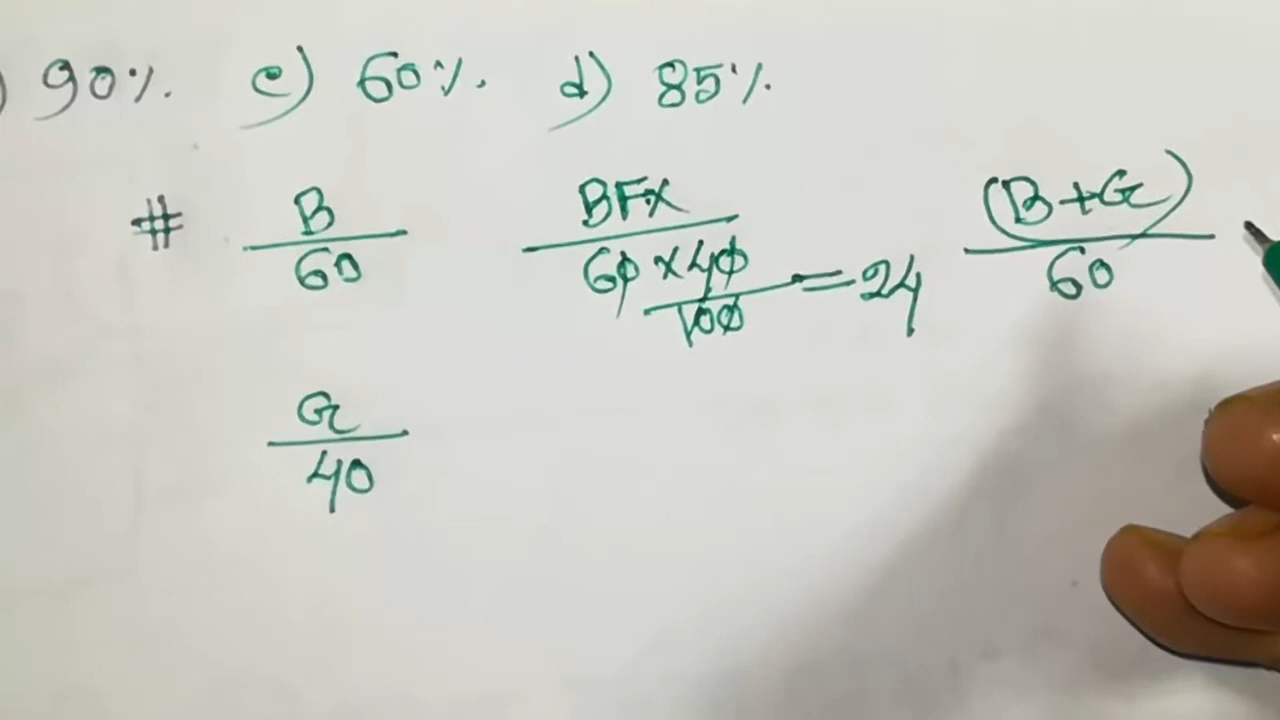 ) 90%. c) 60%. d) 85%.
# B/60 BFX/(60 x 40/100) = 24 (B+G)/60
G/40